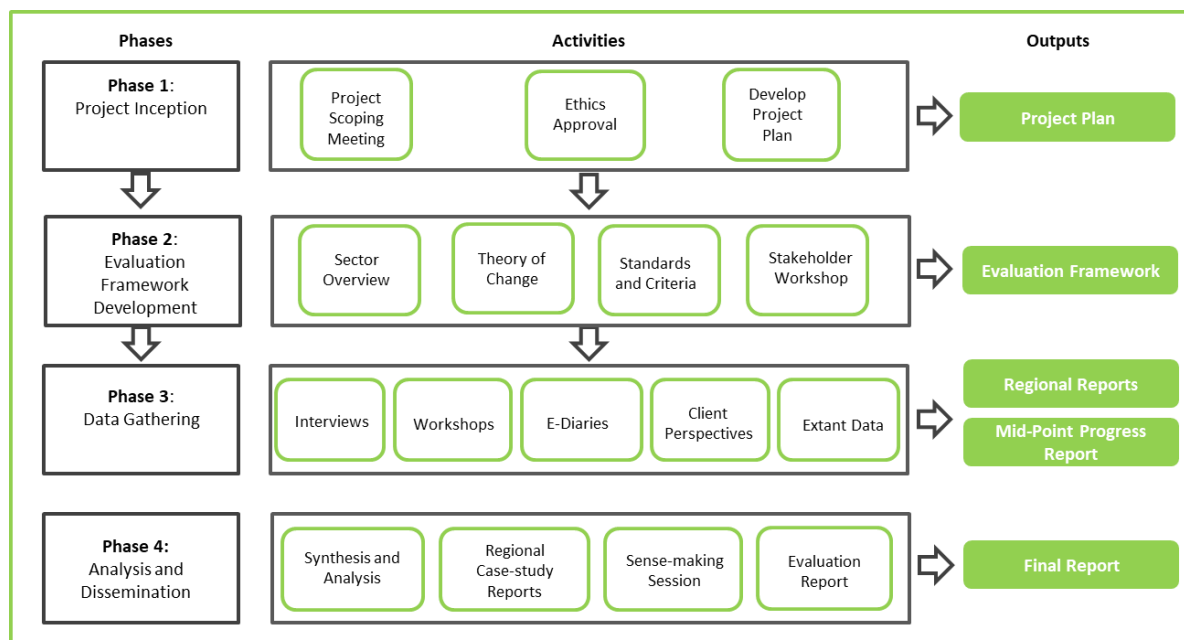 Phases
Activities
Outputs
Phase 1:
Project Inception
Project
Scoping
Meeting
Ethics
Approval
Develop
Project
Plan
Project Plan
Phase 2:
Evaluation
Framework
Development
Sector
Overview
Theory of
Change
Standards
and Criteria
Stakeholder
Workshop
Evaluation Framework
Phase 3:
Data Gathering
Interviews
Workshops
E-Diaries
Client
Perspectives
Extant Data
Regional Reports
Mid-Point Progress
Report
Phase 4:
Analysis and
Dissemination
Synthesis and
Analysis
Regional
Case-study
Reports
Sense-making
Session
Evaluation
Report
Final Report